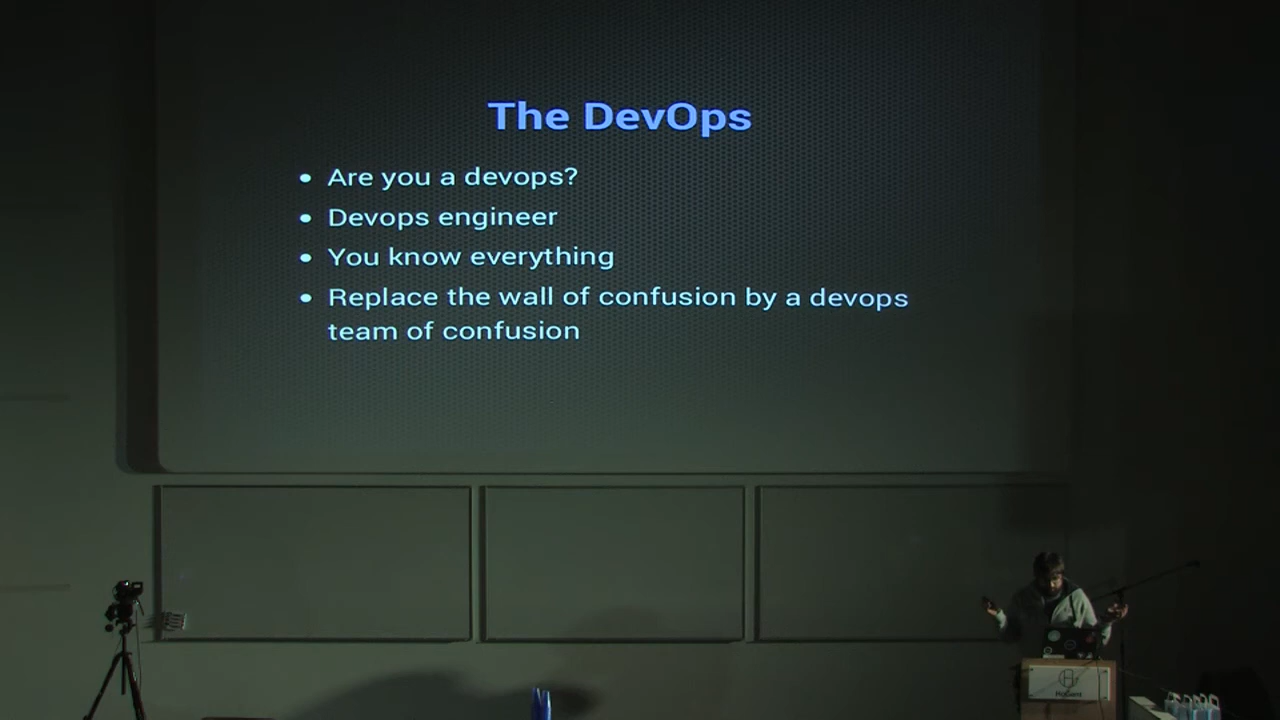 The DevOps
• Are you a devops?
• Devops engineer
• You know everything
• Replace the wall of confusion by a devops
team of confusion
HoGent